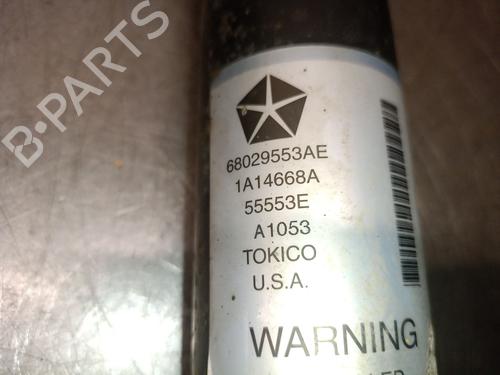 B-PARTS
68029553AE
1A14668A
55553E
A1053
TOKICO
U.S.A.
WARNING